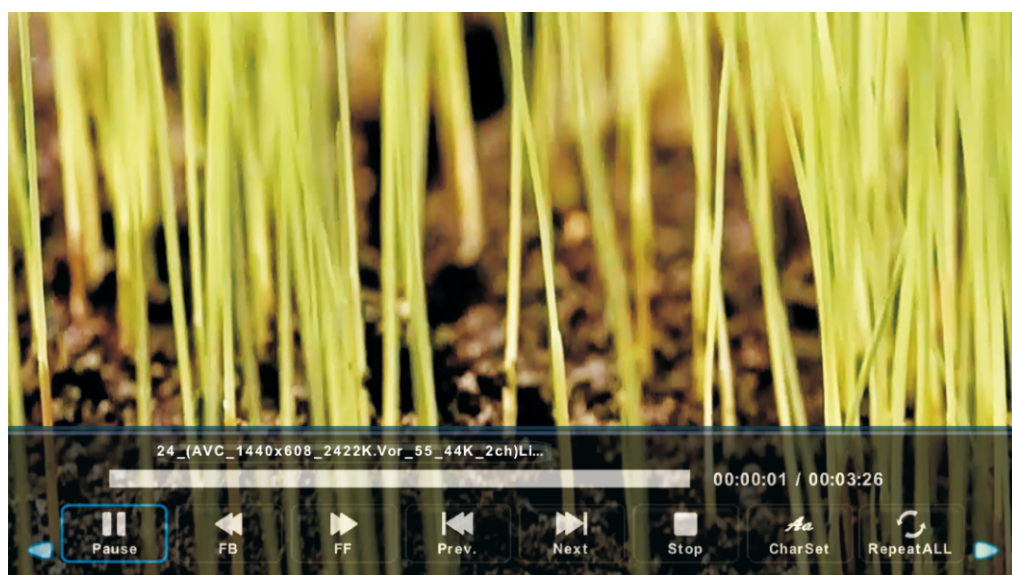 24_(AVC_1440x608_2422K.Vor_55_44K_2ch)Li...
00:00:01 / 00:03:26
Pause FB FF Prev. Next Stop Aa CharSet RepeatALL